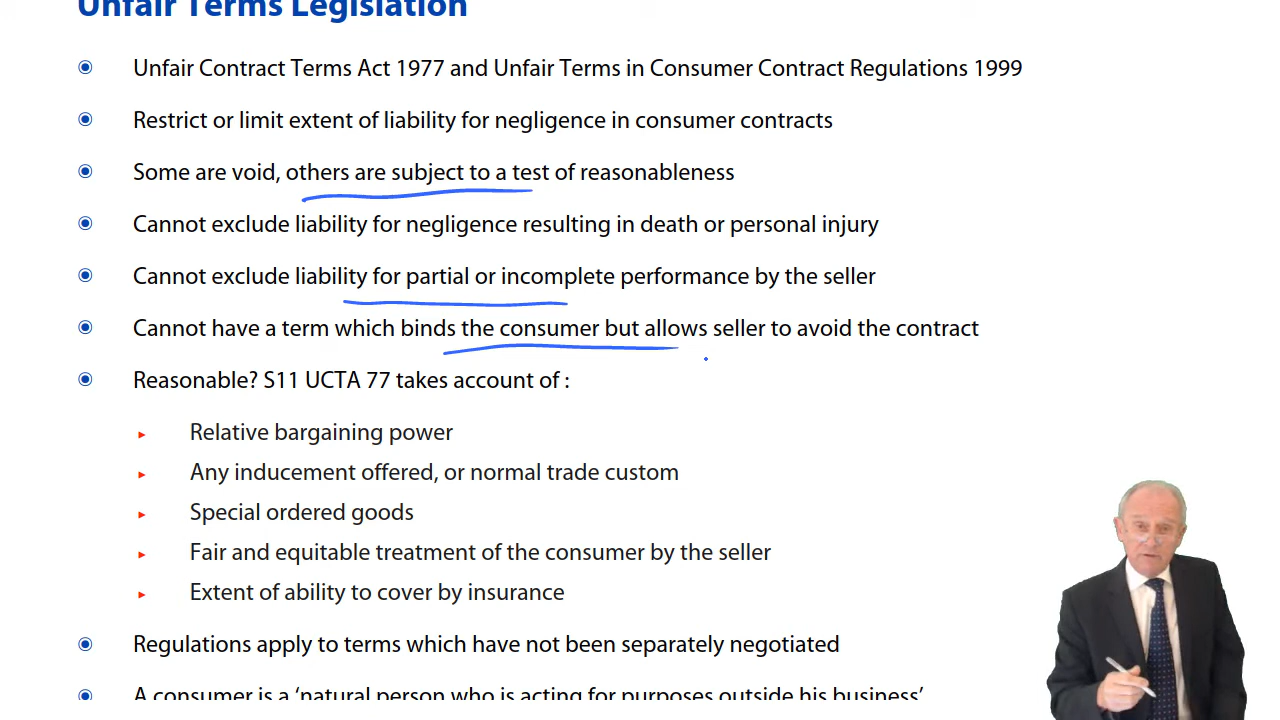 Unfair Terms Legislation
Unfair Contract Terms Act 1977 and Unfair Terms in Consumer Contract Regulations 1999
Restrict or limit extent of liability for negligence in consumer contracts
Some are void, others are subject to a test of reasonableness
Cannot exclude liability for negligence resulting in death or personal injury
Cannot exclude liability for partial or incomplete performance by the seller
Cannot have a term which binds the consumer but allows seller to avoid the contract
Reasonable? S11 UCTA 77 takes account of :
Relative bargaining power
Any inducement offered, or normal trade custom
Special ordered goods
Fair and equitable treatment of the consumer by the seller
Extent of ability to cover by insurance
Regulations apply to terms which have not been separately negotiated
A consumer is a ‘natural person who is acting for purposes outside his business’